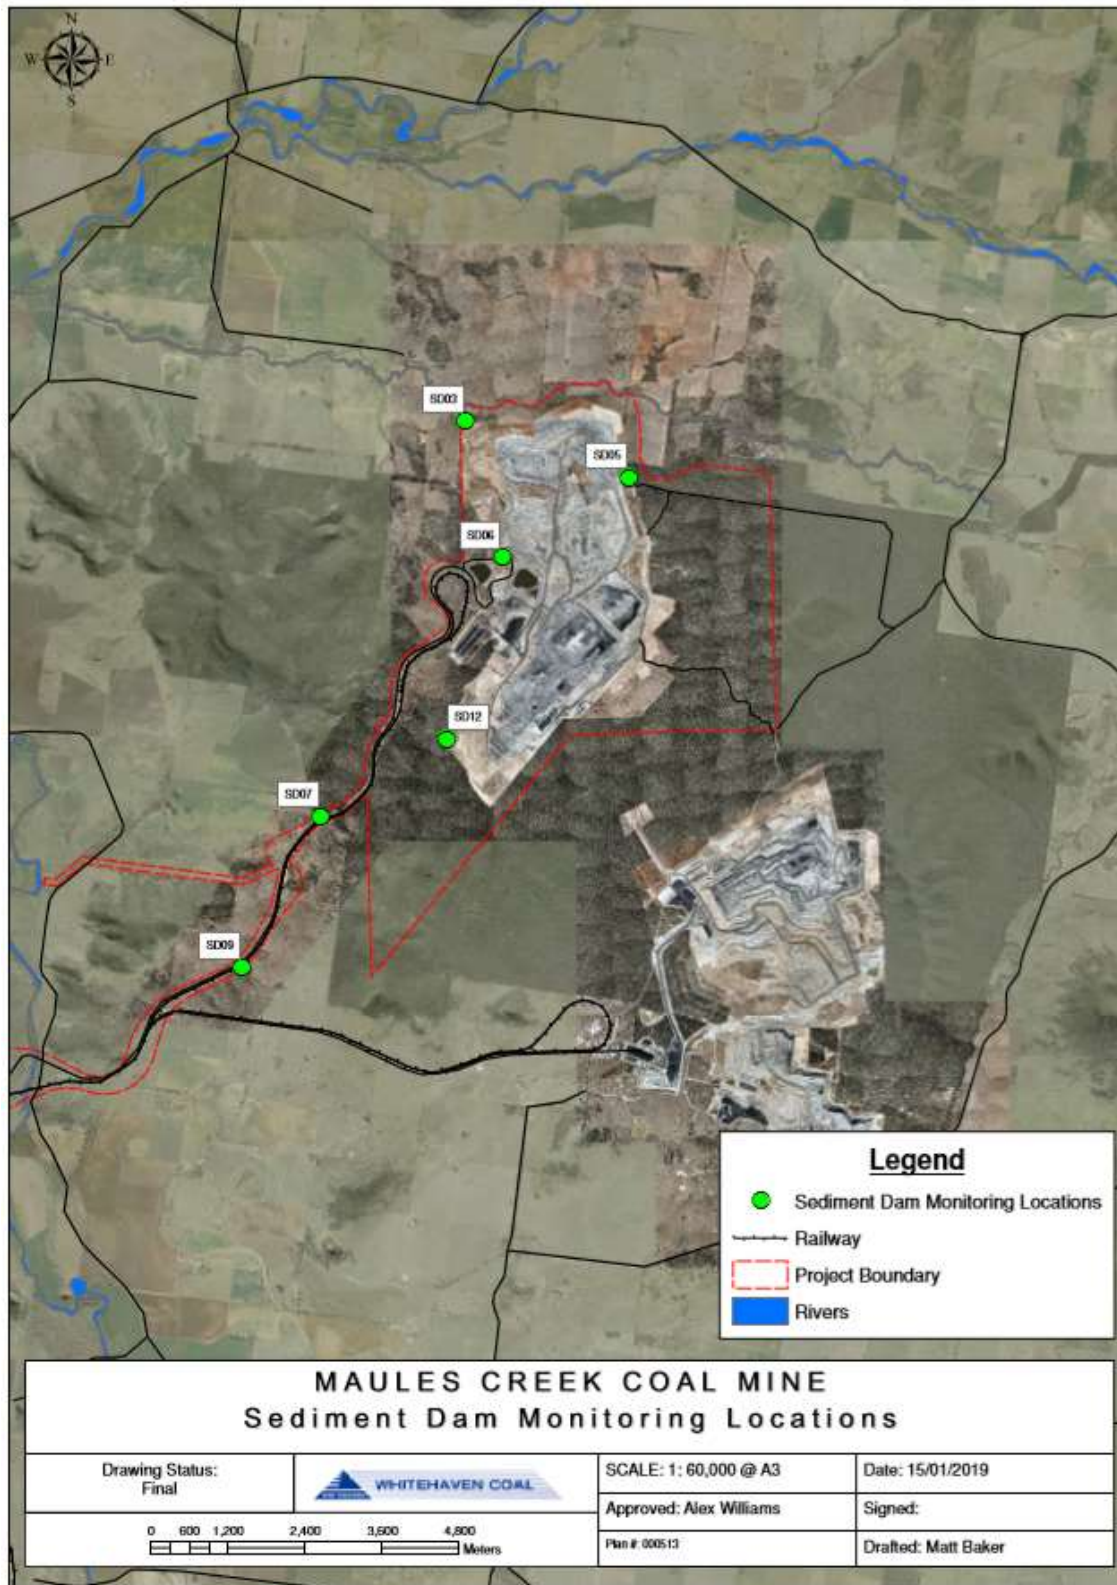 N
W E
S
SD03
SD05
SD06
SD12
SD07
SD09
Legend
Sediment Dam Monitoring Locations
Railway
Project Boundary
Rivers
MAULES CREEK COAL MINE
Sediment Dam Monitoring Locations
Drawing Status:
Final
WHITEHAVEN COAL
SCALE: 1: 60,000 @ A3
Date: 15/01/2019
Approved: Alex Williams
Signed:
0 600 1,200 2,400 3,600 4,800
Meters
Plan #: 000513
Drafted: Matt Baker